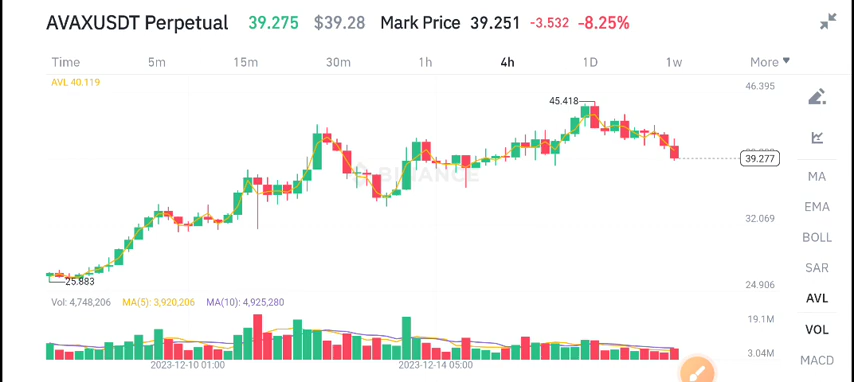 AVAXUSDT Perpetual 39.275 $39.28 Mark Price 39.251 -3.532 -8.25%
Time 5m 15m 30m 1h 4h 1D 1w More
AVL 40.119
46.395
45.418
39.277
BINANCE
MA
EMA
32.069
BOLL
SAR
25.883
24.906
Vol: 4,748,206 MA(5): 3,920,206 MA(10): 4,925,280
AVL
19.1M
VOL
3.04M
MACD
2023-12-10 01:00 2023-12-14 05:00